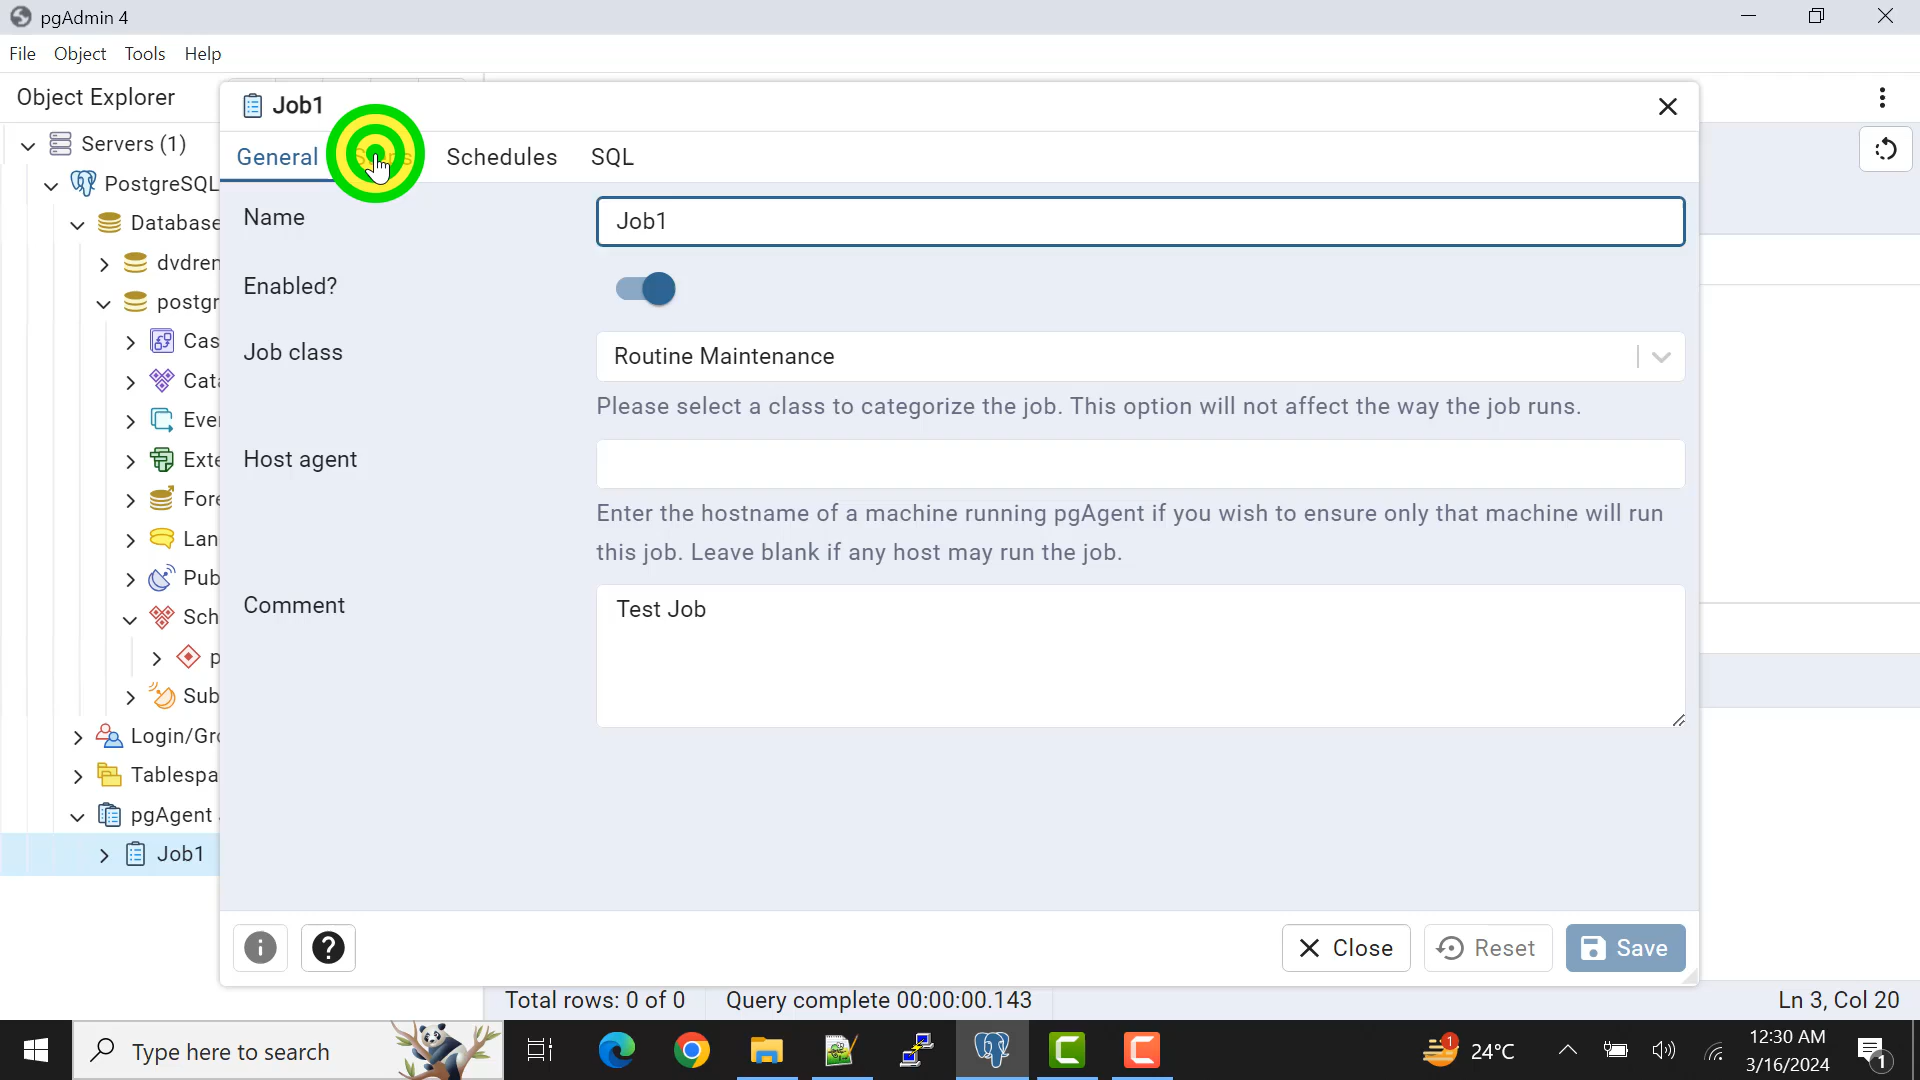 pgAdmin 4
File Object Tools Help
Object Explorer
Servers (1)
PostgreSQL
Database
dvdren
postgr
Cas
Cata
Eve
Exte
Fore
Lan
Pub
Sch
p
Sub
Login/Gro
Tablespa
pgAgent
Job1
Job1
General Schedules SQL
Name
Job1
Enabled?
Job class
Routine Maintenance
Please select a class to categorize the job. This option will not affect the way the job runs.
Host agent
Enter the hostname of a machine running pgAgent if you wish to ensure only that machine will run
this job. Leave blank if any host may run the job.
Comment
Test Job
Close Reset Save
Total rows: 0 of 0 Query complete 00:00:00.143 Ln 3, Col 20
Type here to search
1
24°C
12:30 AM
3/16/2024
1